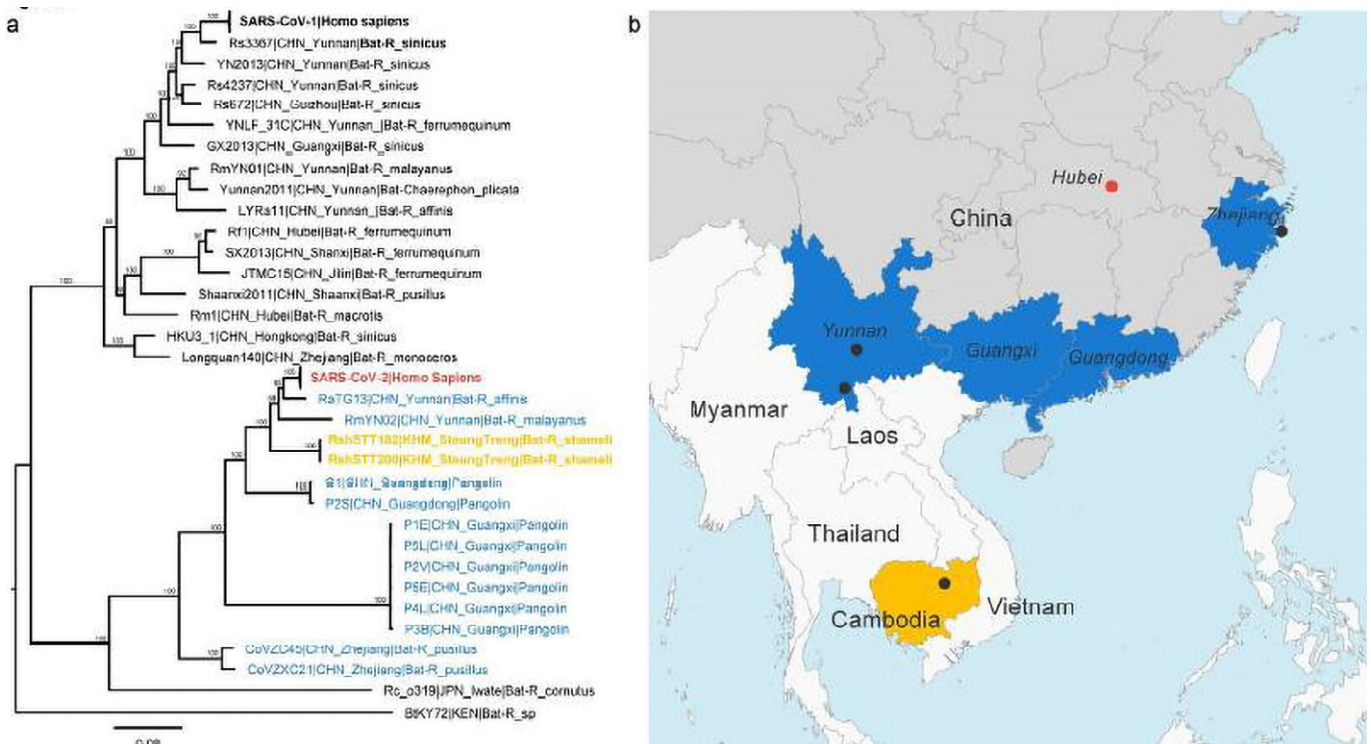 a
SARS-CoV-1|Homo sapiens
Rs3367|CHN_Yunnan|Bat-R_sinicus
YN2013|CHN_Yunnan|Bat-R_sinicus
Rs4237|CHN_Yunnan|Bat-R_sinicus
Rs672|CHN_Guizhou|Bat-R_sinicus
YNLF_31C|CHN_Yunnan_|Bat-R_ferrumequinum
GX2013|CHN_Guangxi|Bat-R_sinicus
RmYN01|CHN_Yunnan|Bat-R_malayanus
Yunnan2011|CHN_Yunnan|Bat-Chaerephon_plicata
LYRa11|CHN_Yunnan_|Bat-R_affinis
Rf1|CHN_Hubei|Bat-R_ferrumequinum
SX2013|CHN_Shanxi|Bat-R_ferrumequinum
JTMC15|CHN_Jilin|Bat-R_ferrumequinum
Shaanxi2011|CHN_Shaanxi|Bat-R_pusillus
Rm1|CHN_Hubei|Bat-R_macrotis
HKU3_1|CHN_Hongkong|Bat-R_sinicus
Longquan140|CHN_Zhejiang|Bat-R_monoceros
SARS-CoV-2|Homo Sapiens
RaTG13|CHN_Yunnan|Bat-R_affinis
RmYN02|CHN_Yunnan|Bat-R_malayanus
RshSTT182|KHM_StoungTreng|Bat-R_shameli
RshSTT200|KHM_StoungTreng|Bat-R_shameli
CHN_Guangdong|Pangolin
P2S|CHN_Guangdong|Pangolin
P1E|CHN_Guangxi|Pangolin
P5L|CHN_Guangxi|Pangolin
P2V|CHN_Guangxi|Pangolin
P5E|CHN_Guangxi|Pangolin
P4L|CHN_Guangxi|Pangolin
P3B|CHN_Guangxi|Pangolin
CoVZC45|CHN_Zhejiang|Bat-R_pusillus
CoVZXC21|CHN_Zhejiang|Bat-R_pusillus
Rc_o319|JPN_Iwate|Bat-R_cornutus
BtKY72|KEN|Bat-R_sp
b
Hubei
China
Zhejiang
Yunnan
Guangxi
Guangdong
Myanmar
Laos
Thailand
Cambodia
Vietnam